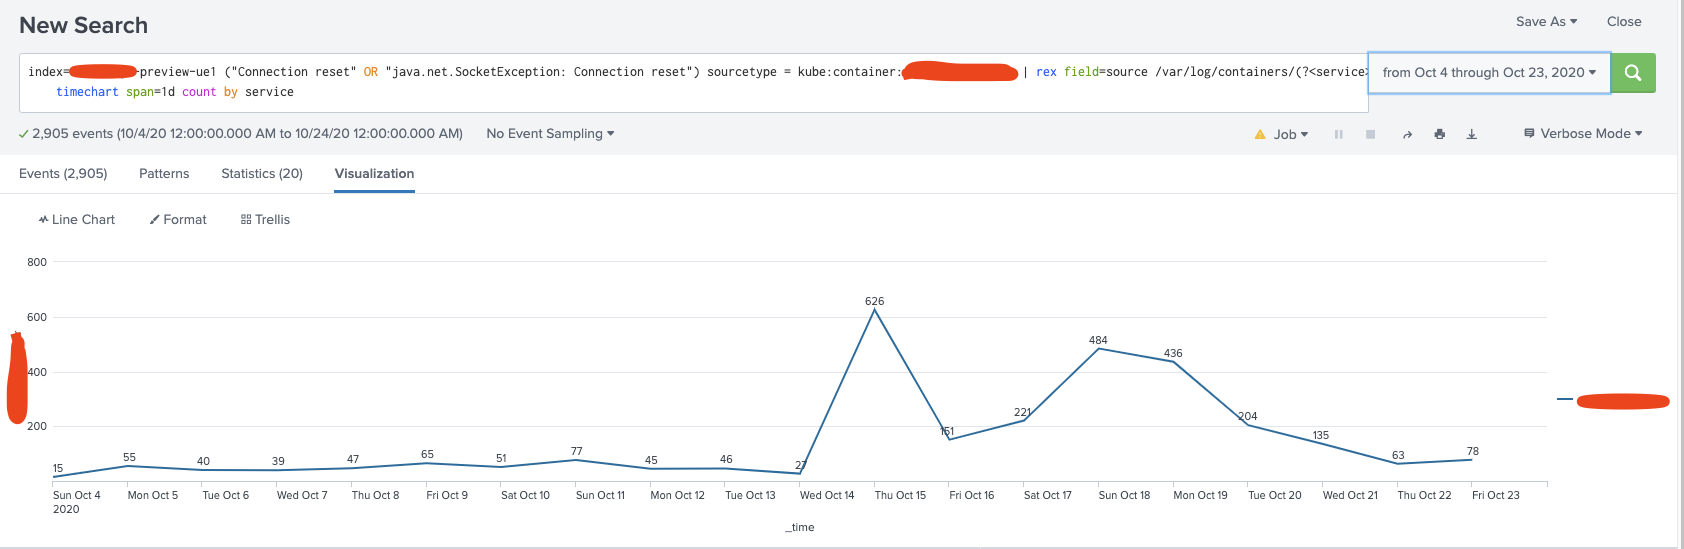 New Search
Save As
Close
index= -preview-ue1 ("Connection reset" OR "java.net.SocketException: Connection reset") sourcetype = kube:container: | rex field=source /var/log/containers/(?<service>
timechart span=1d count by service
from Oct 4 through Oct 23, 2020
2,905 events (10/4/20 12:00:00.000 AM to 10/24/20 12:00:00.000 AM)
No Event Sampling
Job
Verbose Mode
Events (2,905)
Patterns
Statistics (20)
Visualization
Line Chart
Format
Trellis
800
600
400
200
15
55
40
39
47
65
51
77
45
46
27
626
151
221
484
436
204
135
63
78
Sun Oct 4
2020
Mon Oct 5
Tue Oct 6
Wed Oct 7
Thu Oct 8
Fri Oct 9
Sat Oct 10
Sun Oct 11
Mon Oct 12
Tue Oct 13
Wed Oct 14
Thu Oct 15
Fri Oct 16
Sat Oct 17
Sun Oct 18
Mon Oct 19
Tue Oct 20
Wed Oct 21
Thu Oct 22
Fri Oct 23
_time